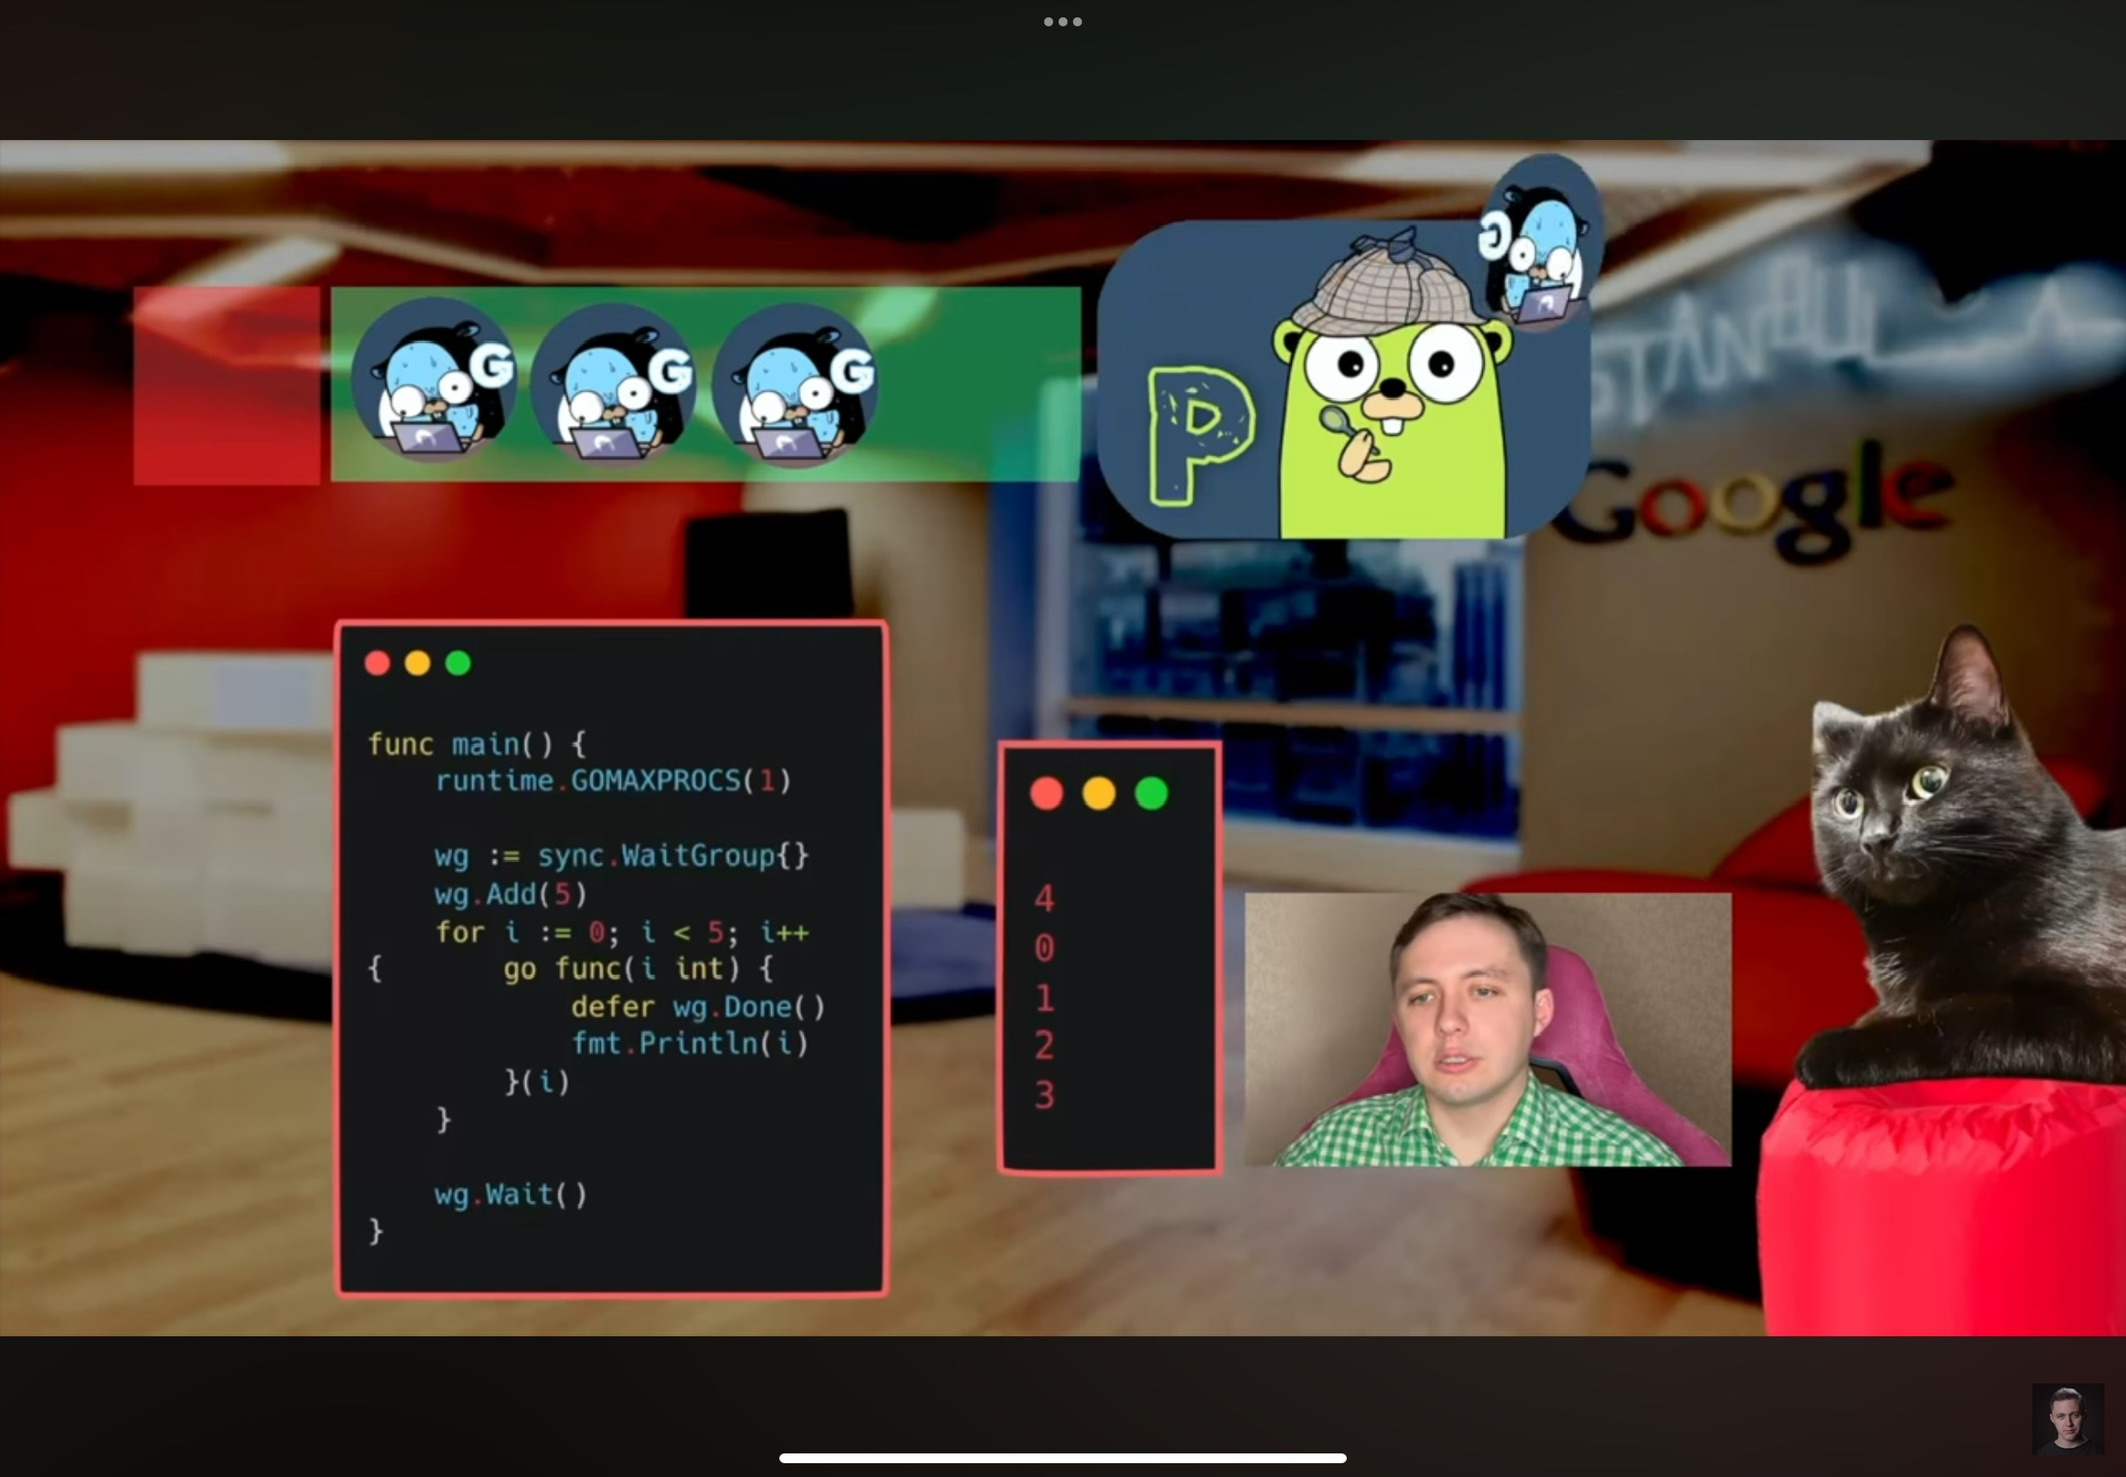 G
G
G
G
P
STANBUL
Google
func main() {
    runtime.GOMAXPROCS(1)
    wg := sync.WaitGroup{}
    wg.Add(5)
    for i := 0; i < 5; i++
{       go func(i int) {
            defer wg.Done()
            fmt.Println(i)
        }(i)
    }
    wg.Wait()
}
4
0
1
2
3